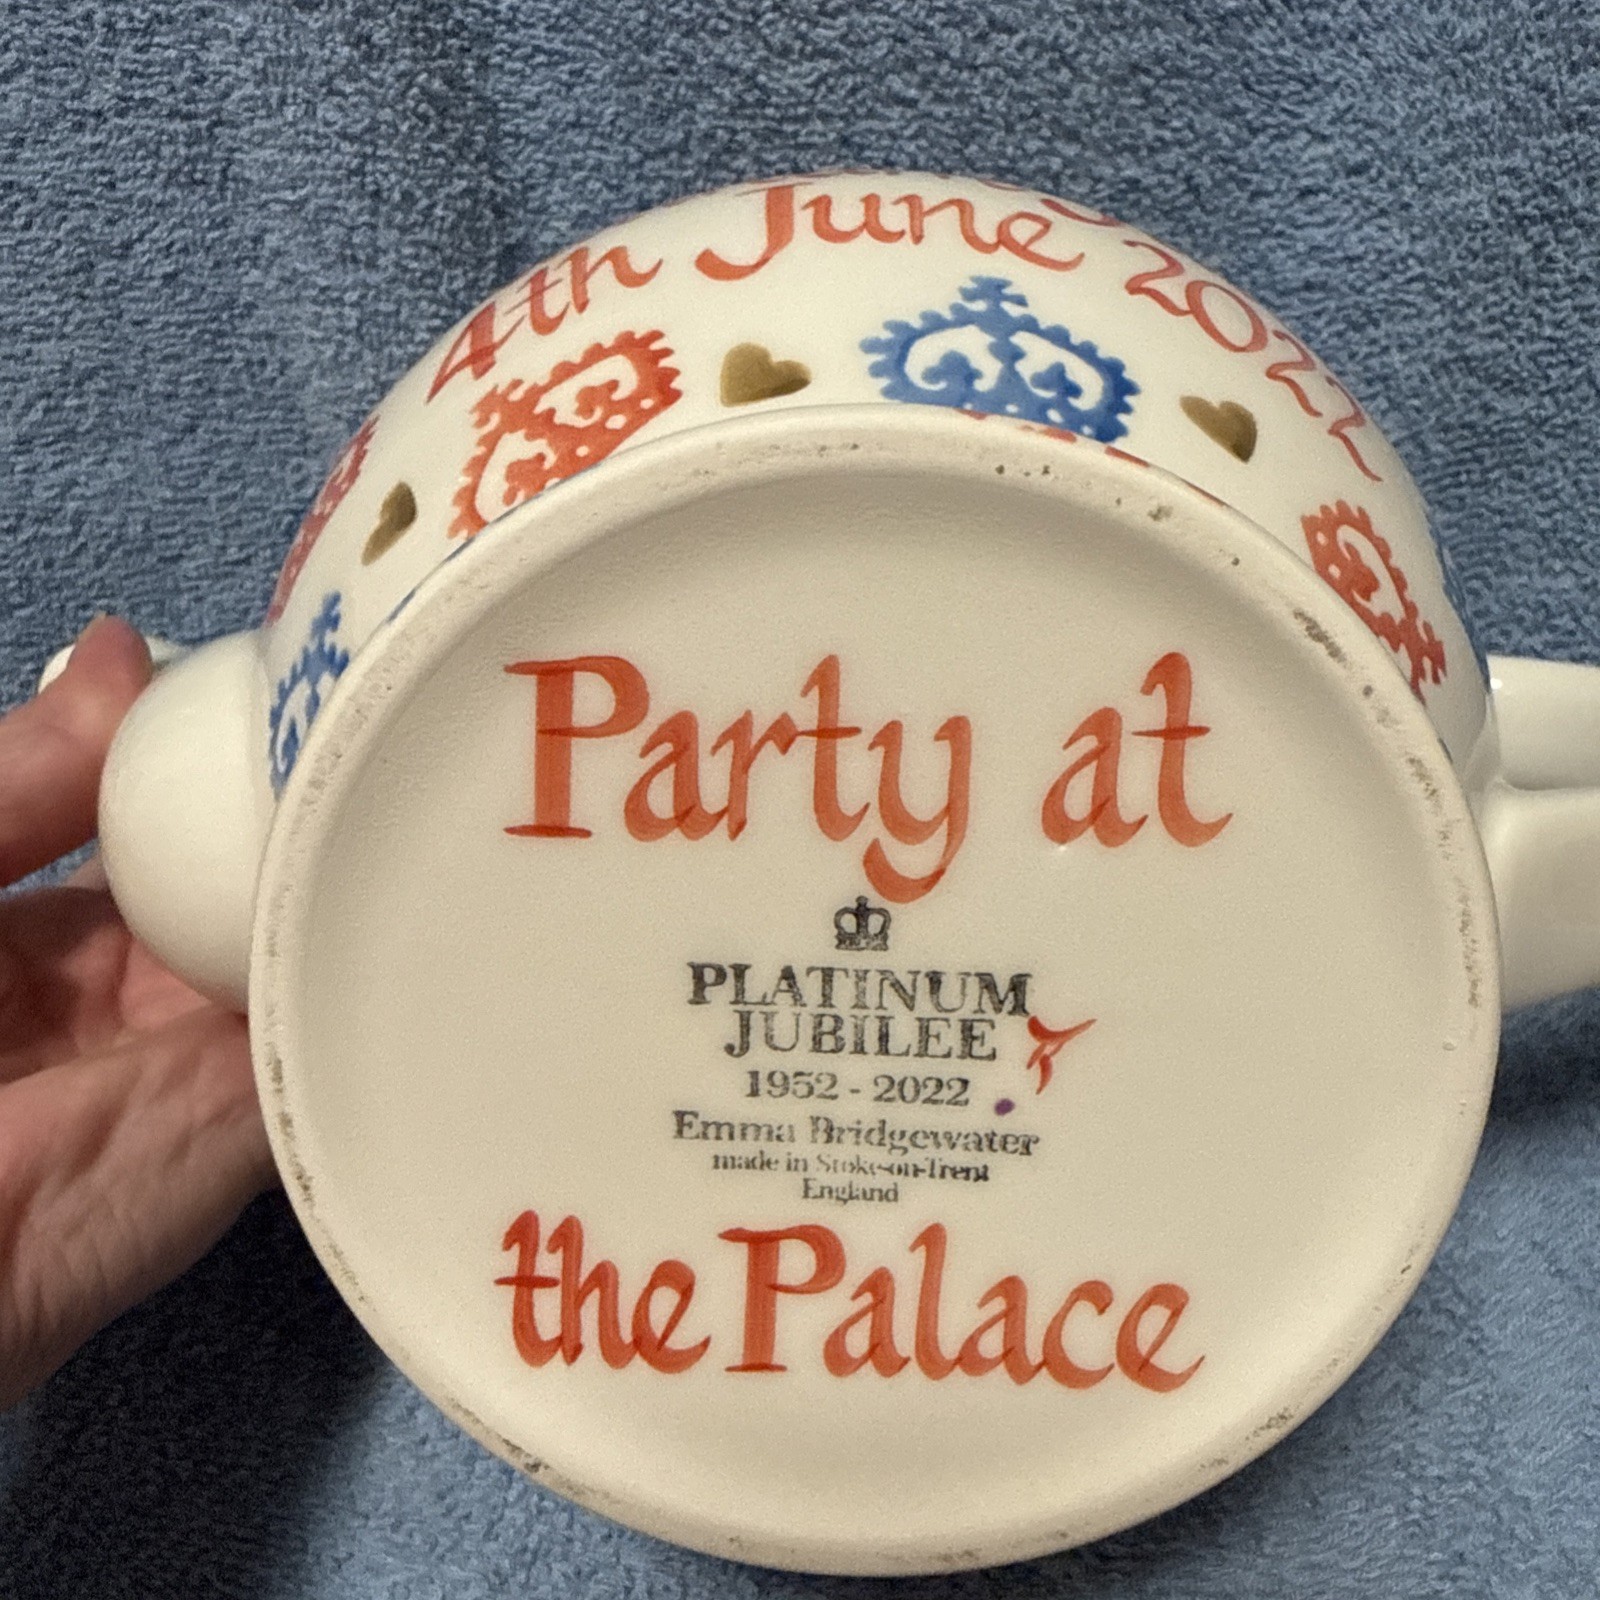 4th June 2022
Party at
PLATINUM
JUBILEE
1952 - 2022
Emma Bridgewater
made in Stoke-on-Trent
England
the Palace